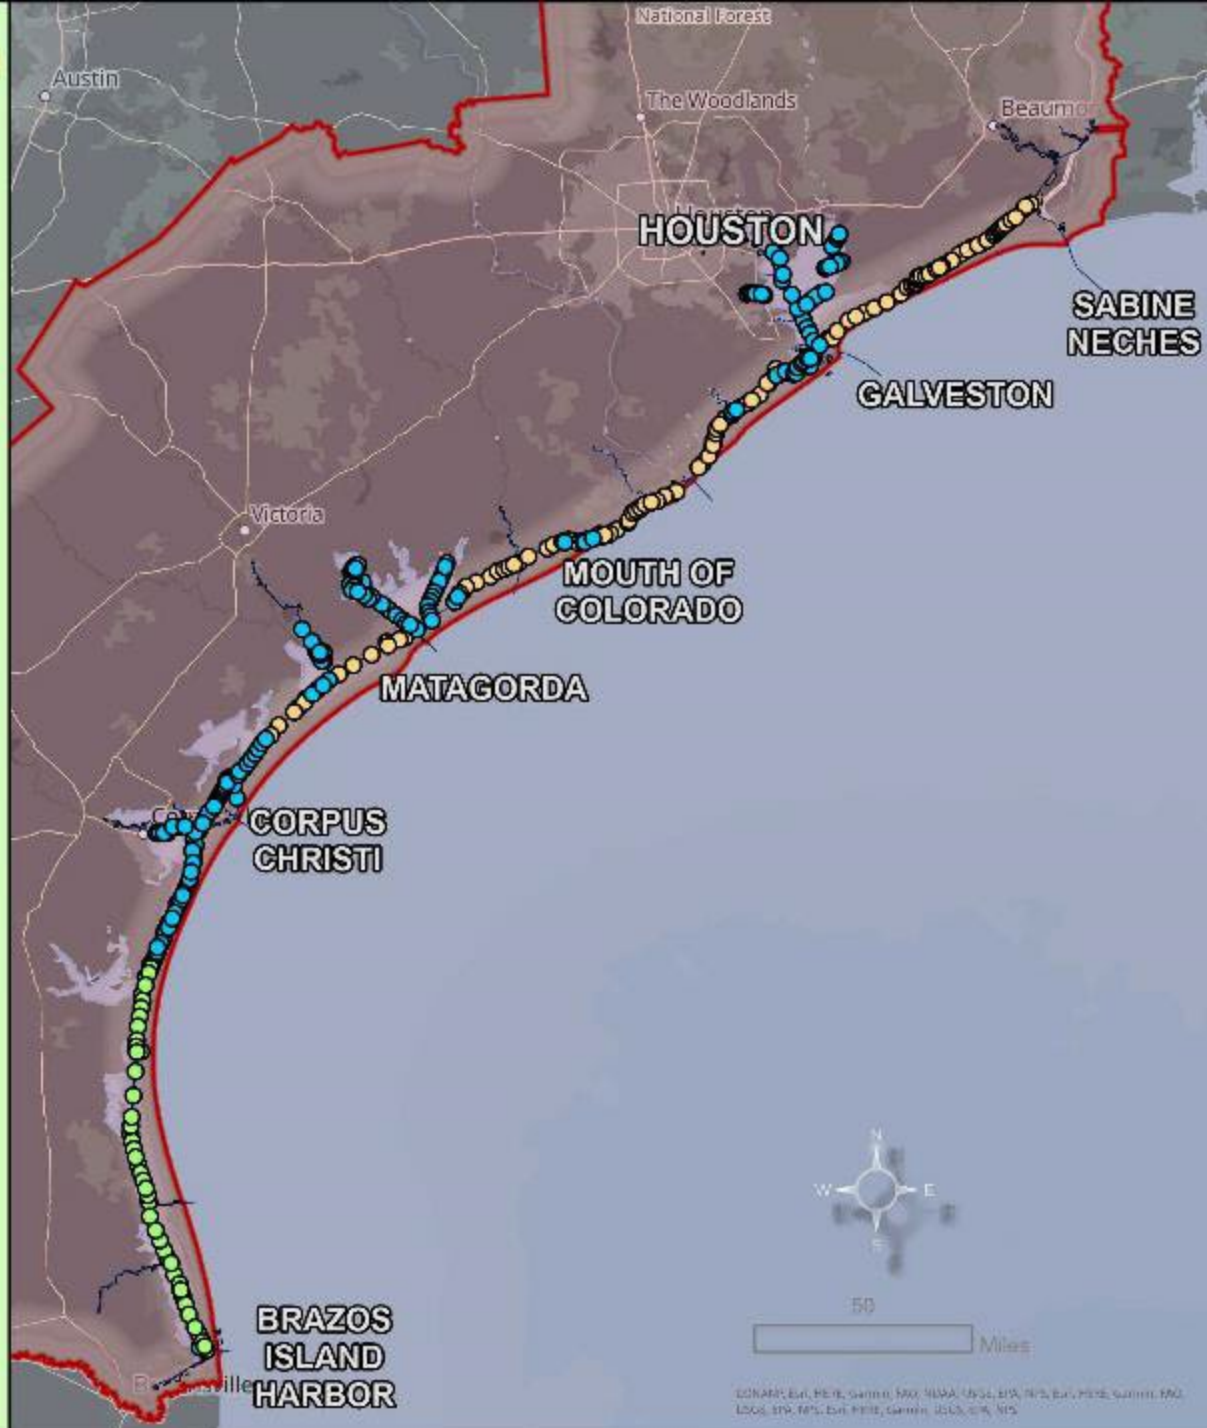 National Forest
Austin
The Woodlands
Beaumo
HOUSTON
SABINE
NECHES
GALVESTON
Victoria
MOUTH OF
COLORADO
MATAGORDA
CORPUS
CHRISTI
N
W
E
S
50
Miles
BRAZOS
ISLAND
HARBOR